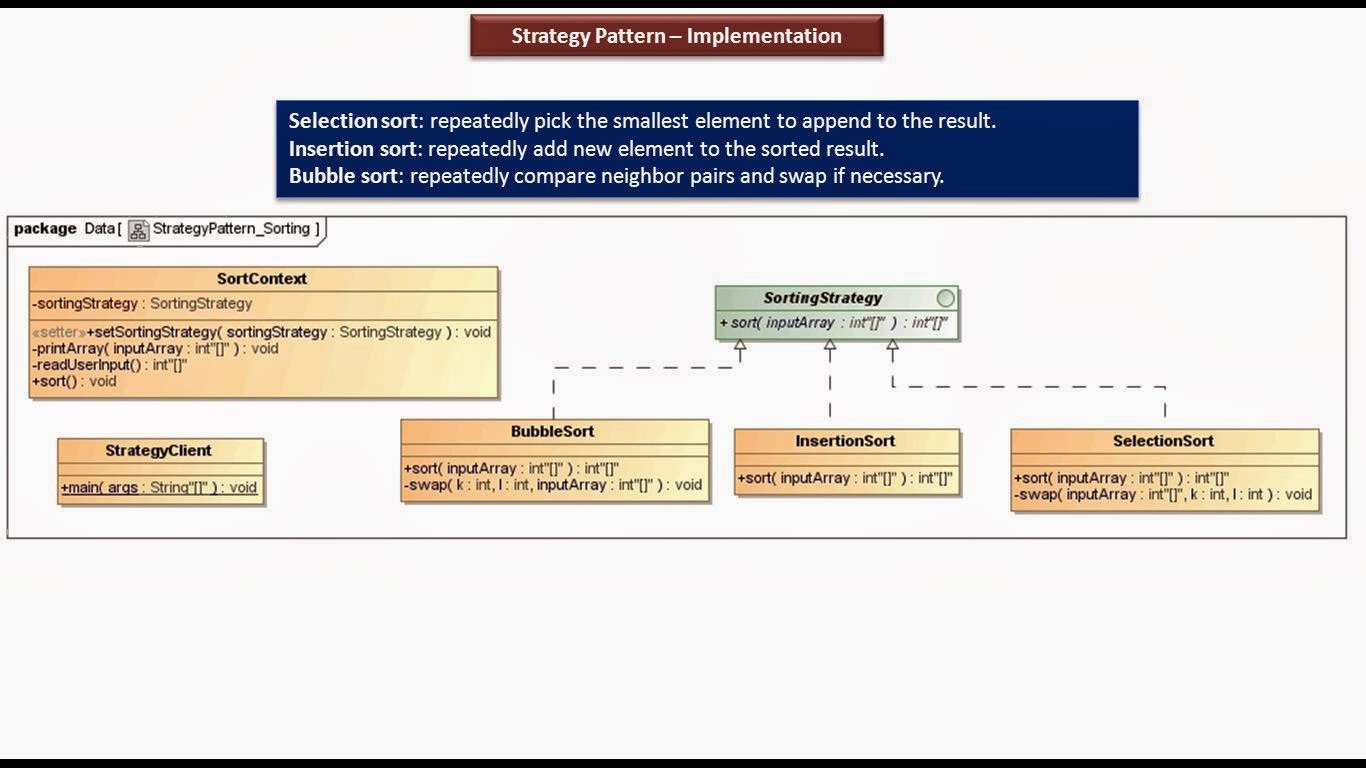 Strategy Pattern – Implementation
Selection sort: repeatedly pick the smallest element to append to the result.
Insertion sort: repeatedly add new element to the sorted result.
Bubble sort: repeatedly compare neighbor pairs and swap if necessary.
package Data [ StrategyPattern_Sorting ]
SortContext
-sortingStrategy : SortingStrategy
«setter»+setSortingStrategy( sortingStrategy : SortingStrategy ) : void
-printArray( inputArray : int"[]" ) : void
-readUserInput() : int"[]"
+sort() : void
SortingStrategy
+ sort( inputArray : int"[]" ) : int"[]"
StrategyClient
+main( args : String"[]" ) : void
BubbleSort
+sort( inputArray : int"[]" ) : int"[]"
-swap( k : int, l : int, inputArray : int"[]" ) : void
InsertionSort
+sort( inputArray : int"[]" ) : int"[]"
SelectionSort
+sort( inputArray : int"[]" ) : int"[]"
-swap( inputArray : int"[]", k : int, l : int ) : void